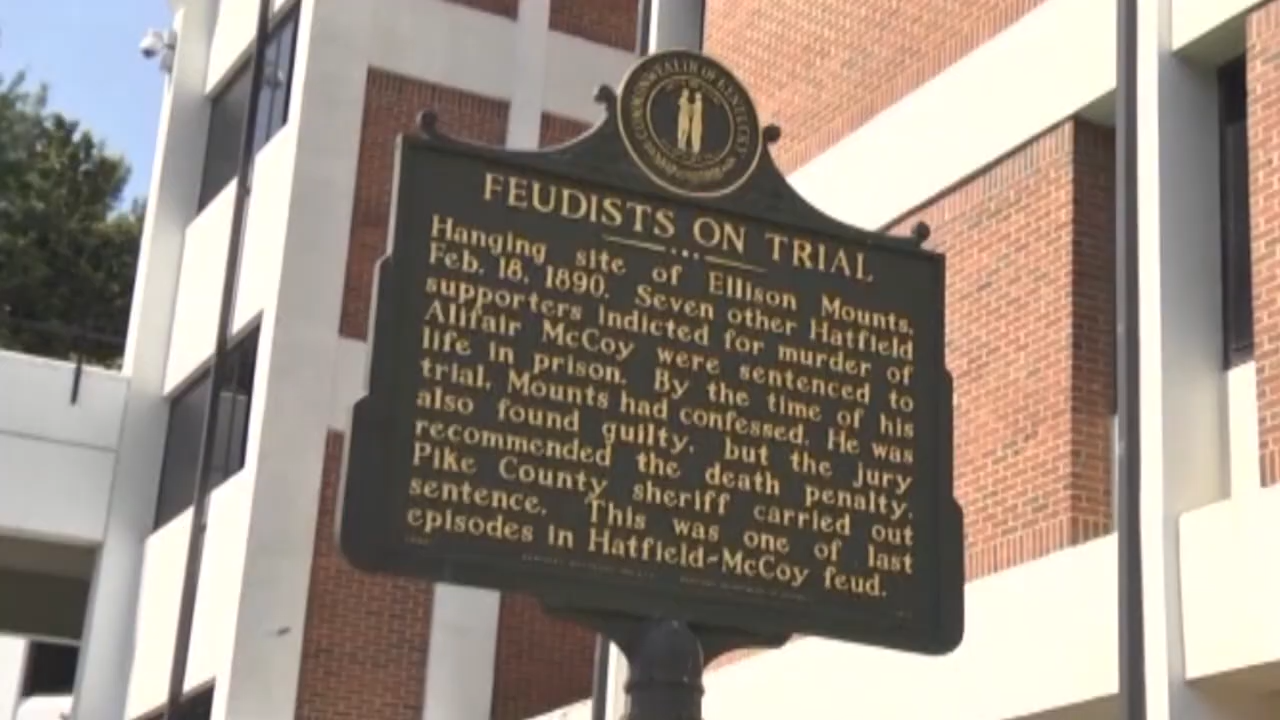 COMMONWEALTH OF KENTUCKY
FEUDISTS ON TRIAL
Hanging site of Ellison Mounts,
Feb. 18, 1890. Seven other Hatfield
supporters indicted for murder of
Alifair McCoy were sentenced to
life in prison. By the time of his
trial, Mounts had confessed. He was
also found guilty, but the jury
recommended the death penalty.
Pike County sheriff carried out
sentence. This was one of last
episodes in Hatfield-McCoy feud.